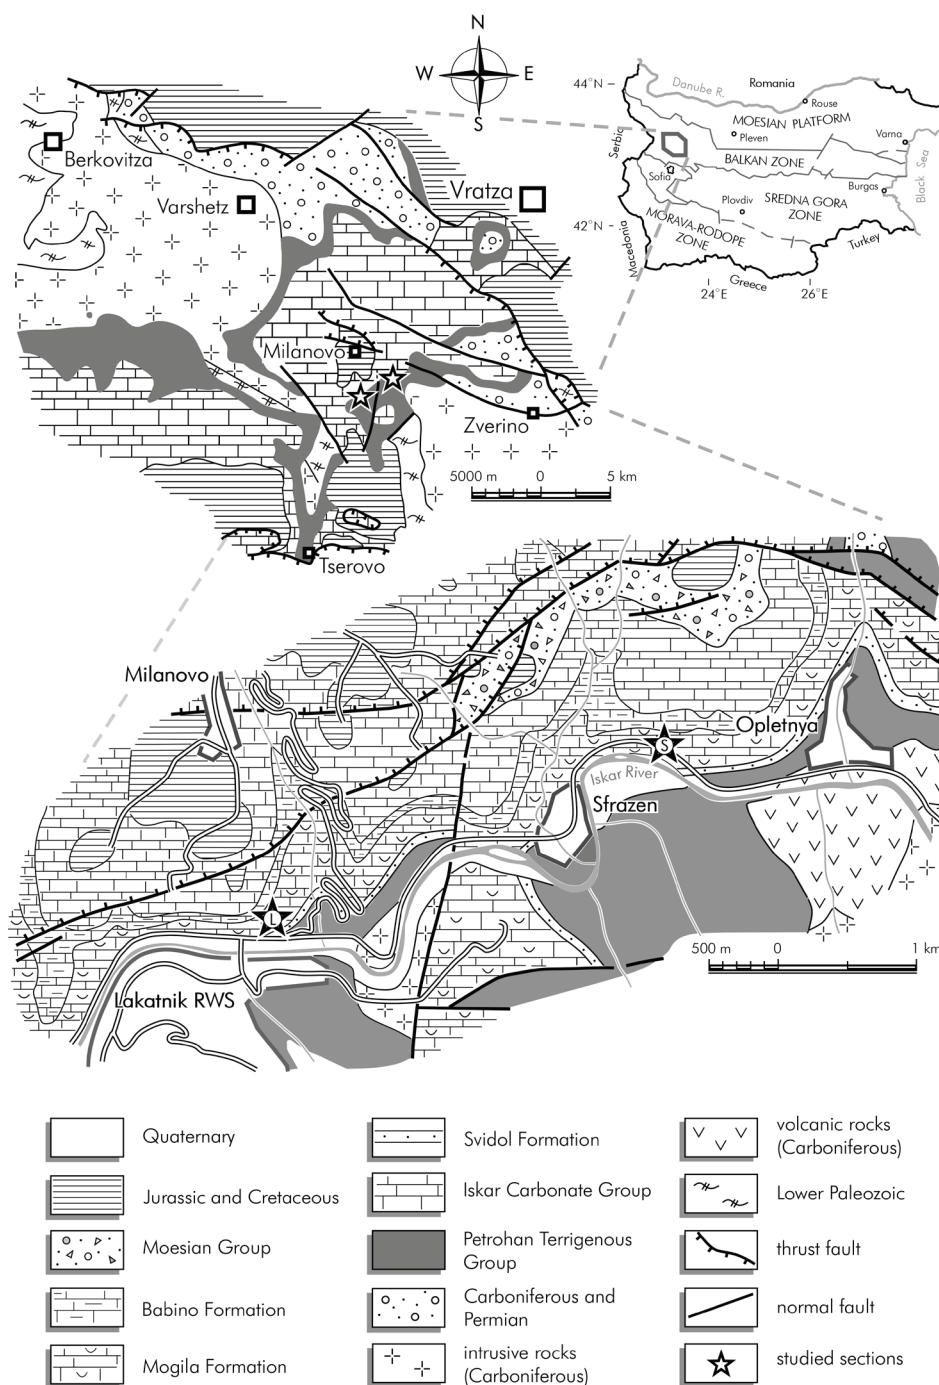 N
W
E
S
Berkovitza
Varshetz
Vratza
Milanovo
Zverino
Tserovo
5000 m 0 5 km
44°N
Danube R.
Romania
Rouse
MOESIAN PLATFORM
Pleven
Varna
Serbia
BALKAN ZONE
Sofia
Black Sea
Burgas
Plovdiv
SREDNA GORA
ZONE
42°N
MORAVA-RODOPE
ZONE
Macedonia
Turkey
Greece
24°E
26°E
Milanovo
Opletnya
S
Iskar River
Sfrazen
L
Lakatnik RWS
500 m 0 1 km
Quaternary
Jurassic and Cretaceous
Moesian Group
Babino Formation
Mogila Formation
Svidol Formation
Iskar Carbonate Group
Petrohan Terrigenous
Group
Carboniferous and
Permian
intrusive rocks
(Carboniferous)
volcanic rocks
(Carboniferous)
Lower Paleozoic
thrust fault
normal fault
studied sections